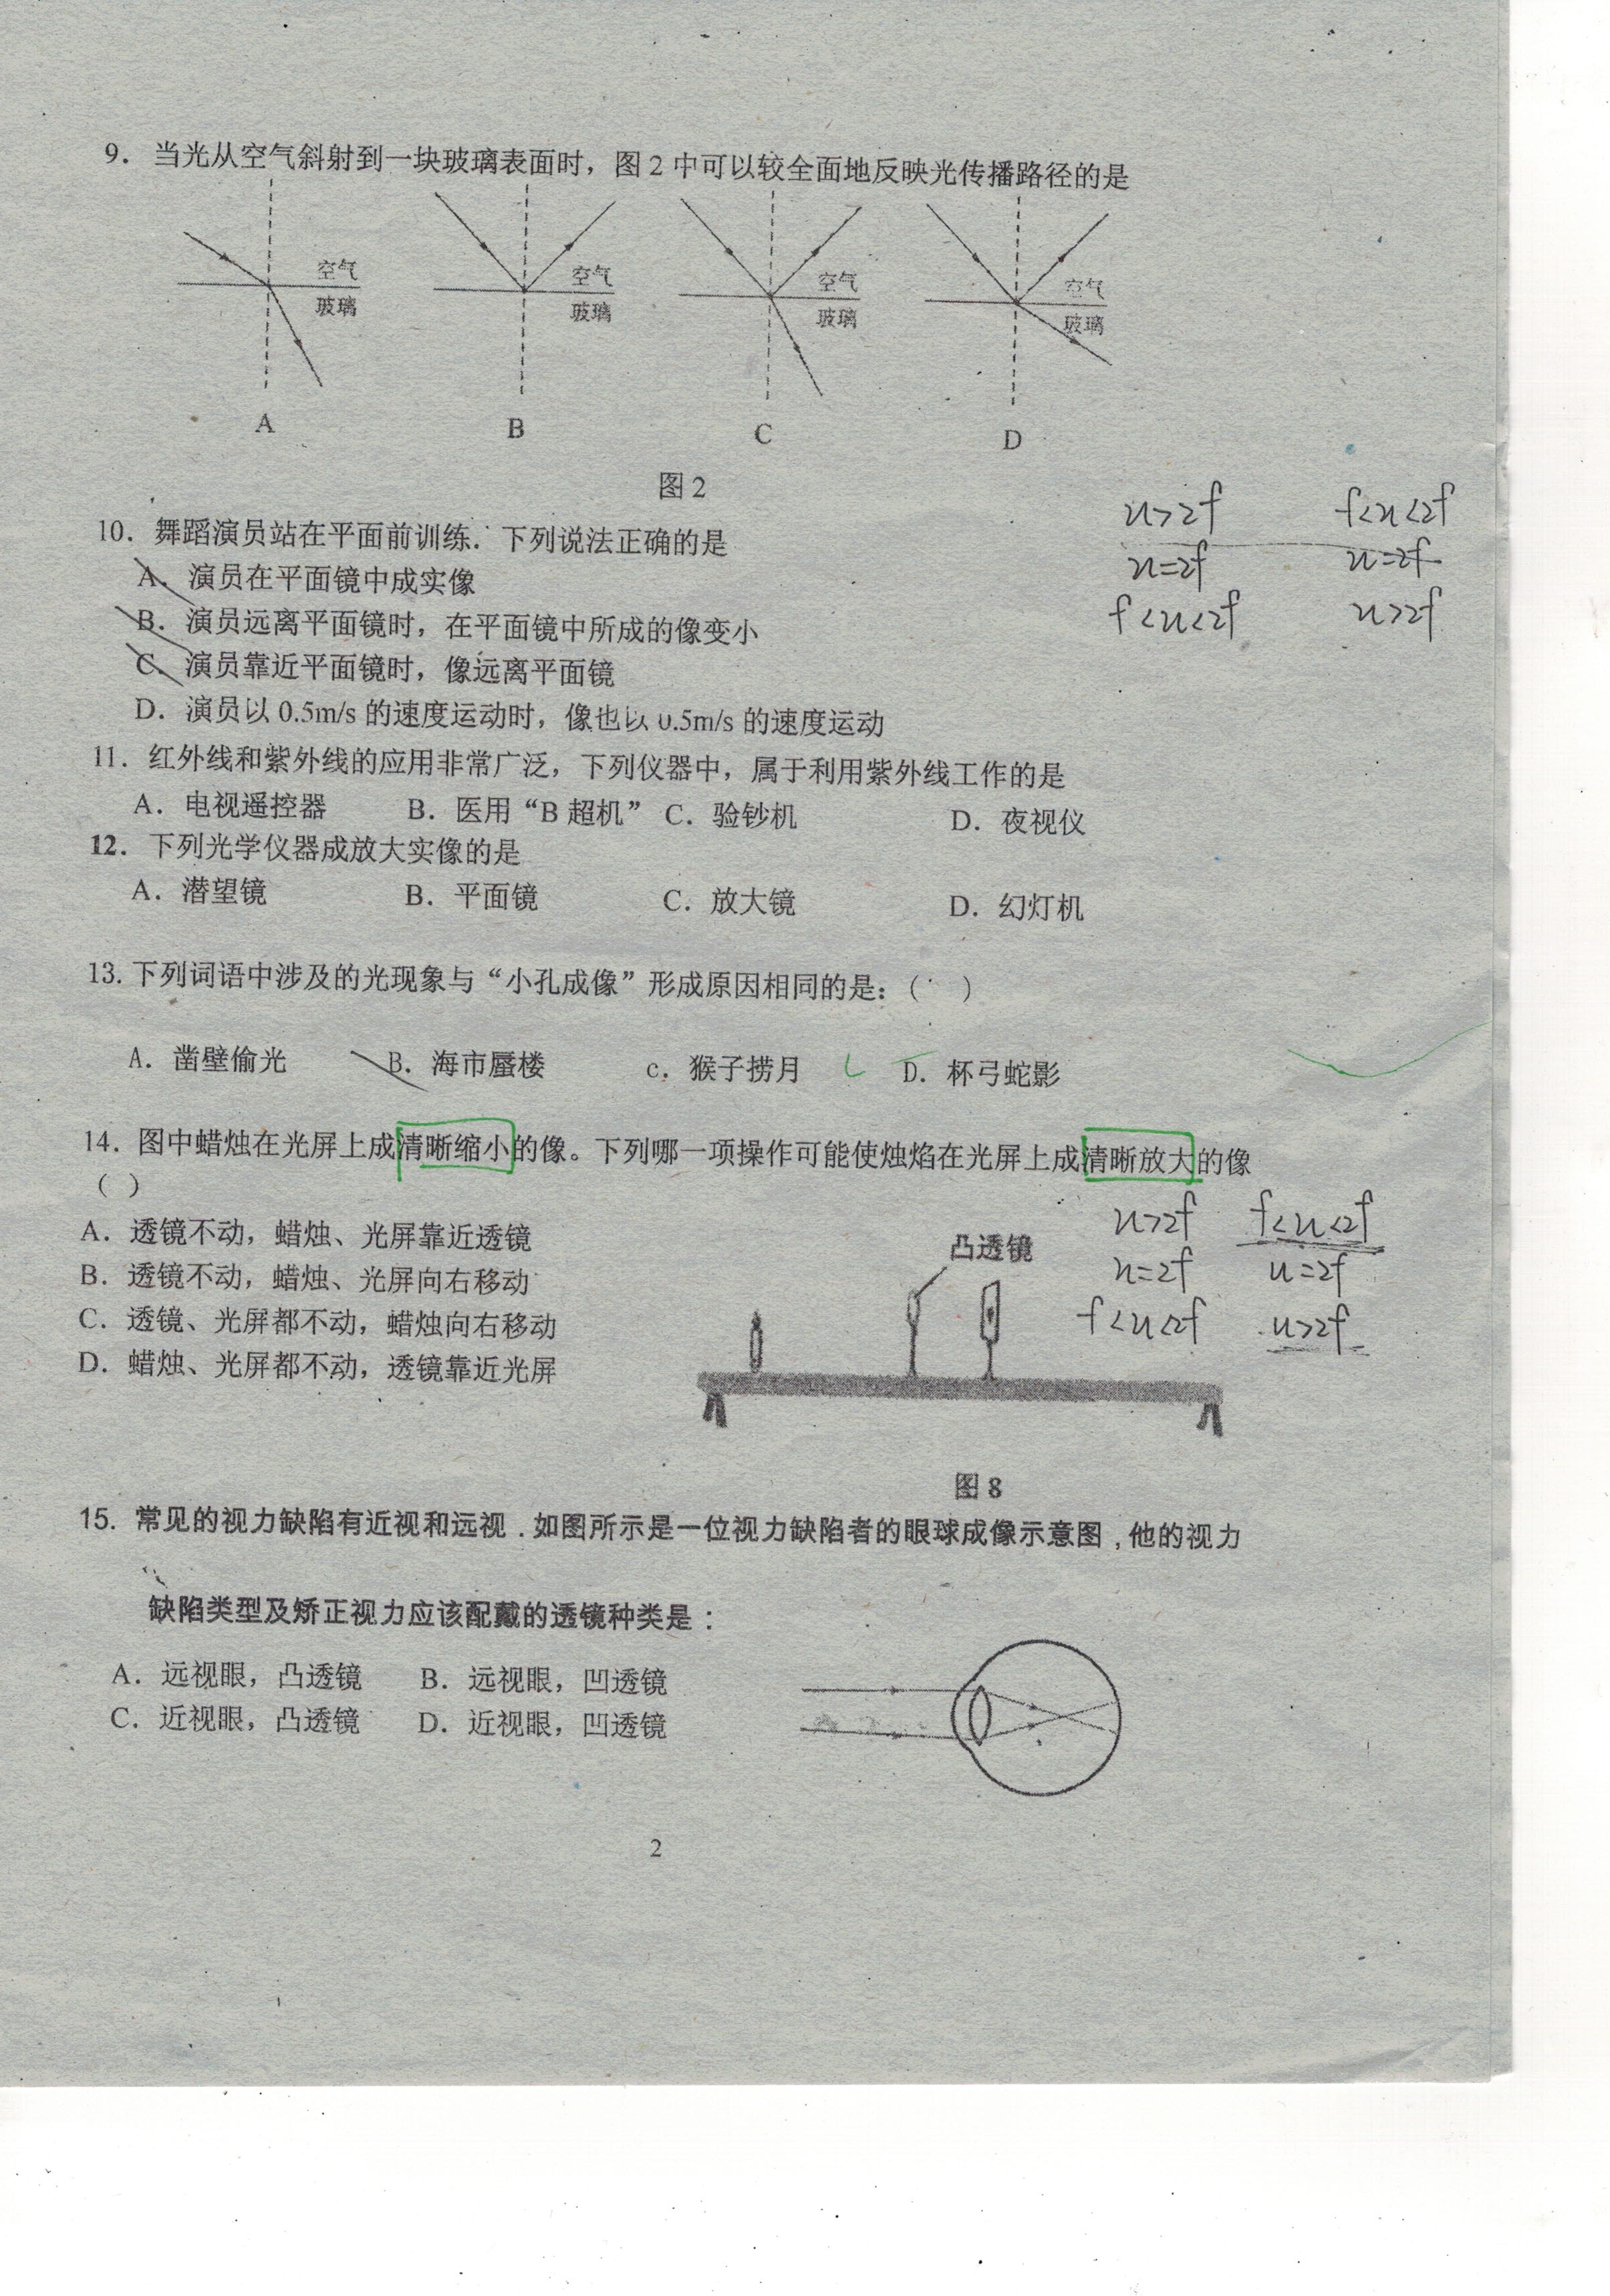 9. 当光从空气斜射到一块玻璃表面时，图 2 中可以较全面地反映光传播路径的是
空气 空气 空气 空气
玻璃 玻璃 玻璃 玻璃
A B C D
图 2
u>2f f<u<2f
u=2f u=2f
f<u<2f u>2f
10. 舞蹈演员站在平面前训练. 下列说法正确的是
A. 演员在平面镜中成实像
B. 演员远离平面镜时，在平面镜中所成的像变小
C. 演员靠近平面镜时，像远离平面镜
D. 演员以 0.5m/s 的速度运动时，像也以 0.5m/s 的速度运动
11. 红外线和紫外线的应用非常广泛，下列仪器中，属于利用紫外线工作的是
A. 电视遥控器 B. 医用“B 超机” C. 验钞机 D. 夜视仪
12. 下列光学仪器成放大实像的是
A. 潜望镜 B. 平面镜 C. 放大镜 D. 幻灯机
13. 下列词语中涉及的光现象与“小孔成像”形成原因相同的是：（ ）
A. 凿壁偷光 B. 海市蜃楼 c. 猴子捞月 D. 杯弓蛇影
14. 图中蜡烛在光屏上成清晰缩小的像。下列哪一项操作可能使烛焰在光屏上成清晰放大的像
（ ）
A. 透镜不动，蜡烛、光屏靠近透镜
B. 透镜不动，蜡烛、光屏向右移动
C. 透镜、光屏都不动，蜡烛向右移动
D. 蜡烛、光屏都不动，透镜靠近光屏
凸透镜
u>2f f<u<2f
u=2f u=2f
f<u<2f u>2f
图 8
15. 常见的视力缺陷有近视和远视．如图所示是一位视力缺陷者的眼球成像示意图，他的视力
缺陷类型及矫正视力应该配戴的透镜种类是：
A. 远视眼，凸透镜 B. 远视眼，凹透镜
C. 近视眼，凸透镜 D. 近视眼，凹透镜
2